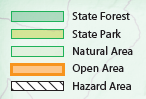 State Forest
State Park
Natural Area
Open Area
Hazard Area